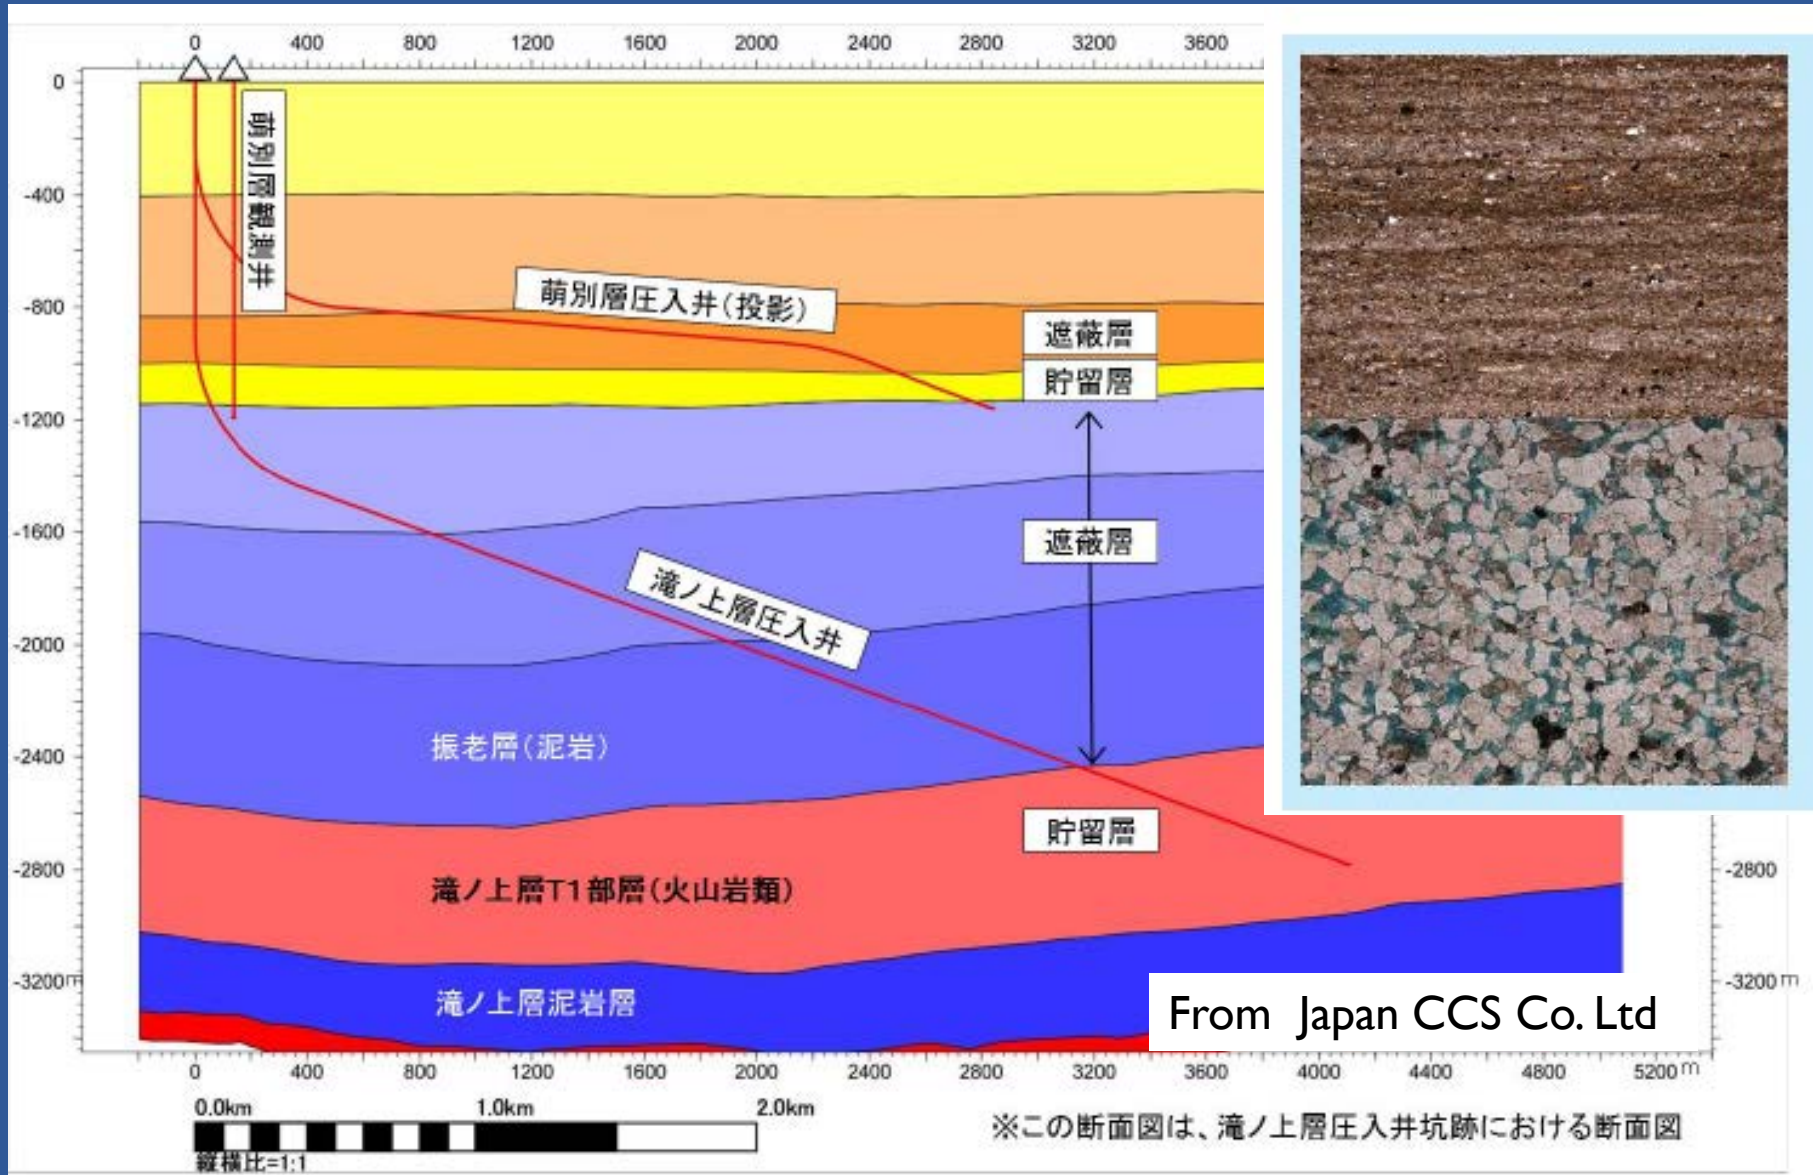 0 400 800 1200 1600 2000 2400 2800 3200 3600
0
-400
-800
-1200
-1600
-2000
-2400
-2800
-3200m
萌別層観測井
萌別層圧入井(投影)
遮蔽層
貯留層
遮蔽層
滝ノ上層圧入井
振老層(泥岩)
貯留層
滝ノ上層T1部層(火山岩類)
滝ノ上層泥岩層
-2800
-3200m
From Japan CCS Co. Ltd
0 400 800 1200 1600 2000 2400 2800 3200 3600 4000 4400 4800 5200m
0.0km 1.0km 2.0km
縦横比=1:1
※この断面図は、滝ノ上層圧入井坑跡における断面図